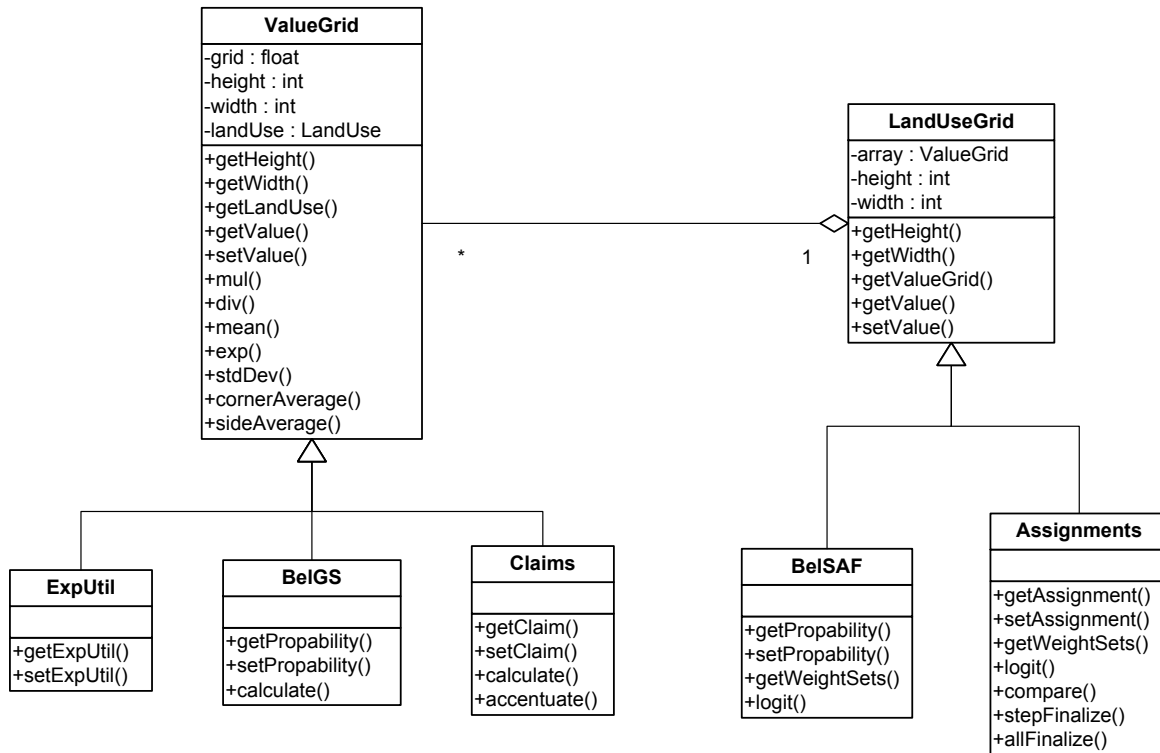 ValueGrid
-grid : float
-height : int
-width : int
-landUse : LandUse
+getHeight()
+getWidth()
+getLandUse()
+getValue()
+setValue()
+mul()
+div()
+mean()
+exp()
+stdDev()
+cornerAverage()
+sideAverage()
*
1
LandUseGrid
-array : ValueGrid
-height : int
-width : int
+getHeight()
+getWidth()
+getValueGrid()
+getValue()
+setValue()
ExpUtil
+getExpUtil()
+setExpUtil()
BelGS
+getPropability()
+setPropability()
+calculate()
Claims
+getClaim()
+setClaim()
+calculate()
+accentuate()
BelSAF
+getPropability()
+setPropability()
+getWeightSets()
+logit()
Assignments
+getAssignment()
+setAssignment()
+getWeightSets()
+logit()
+compare()
+stepFinalize()
+allFinalize()